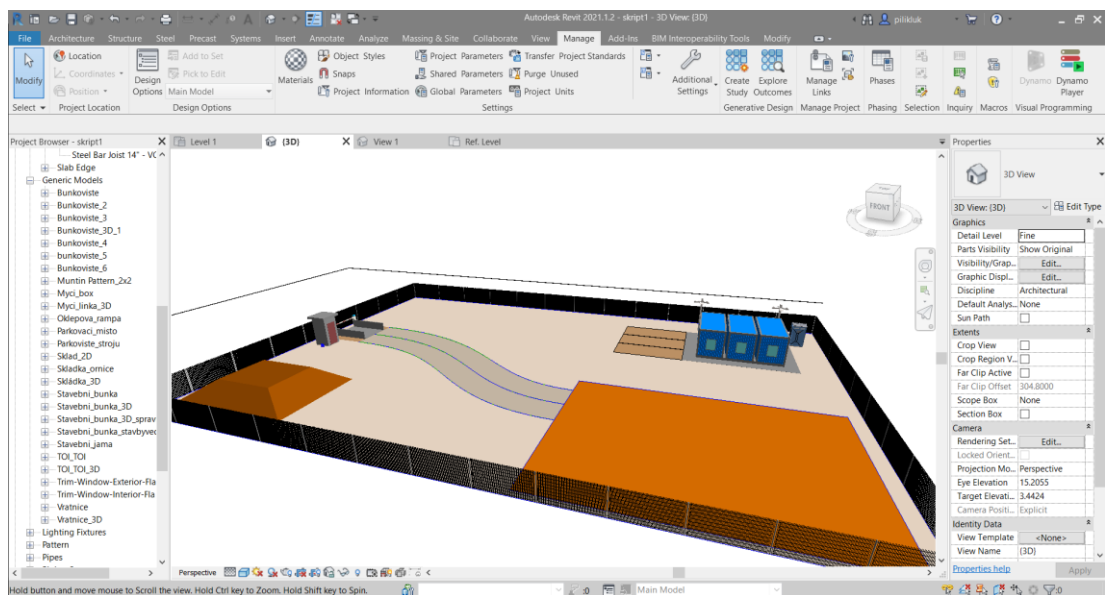 Autodesk Revit 2021.1.2 - skript1 - 3D View: {3D}
pilikluk
File Architecture Structure Steel Precast Systems Insert Annotate Analyze Massing & Site Collaborate View Manage Add-Ins BIM Interoperability Tools Modify
Modify
Location
Coordinates
Position
Design Options
Add to Set
Pick to Edit
Main Model
Materials
Object Styles
Snaps
Project Information
Project Parameters
Shared Parameters
Global Parameters
Transfer Project Standards
Purge Unused
Project Units
Additional Settings
Create Study
Explore Outcomes
Manage Links
Phases
Dynamo
Dynamo Player
Select Project Location Design Options Settings Generative Design Manage Project Phasing Selection Inquiry Macros Visual Programming
Project Browser - skript1
Level 1
{3D}
View 1
Ref. Level
Steel Bar Joist 14" - VC
Slab Edge
Generic Models
Bunkoviste
Bunkoviste_2
Bunkoviste_3
Bunkoviste_3D_1
Bunkoviste_4
bunkoviste_5
Bunkoviste_6
Muntin Pattern_2x2
Myci_box
Myci_linka_3D
Oklepova_rampa
Parkovaci_misto
Parkoviste_stroju
Sklad_2D
Skladka_ornice
Skládka_3D
Stavebni_bunka
Stavebni_bunka_3D
Stavebni_bunka_3D_sprav
Stavebni_bunka_stavbyvec
Stavebni_jama
TOI_TOI
TOI_TOI_3D
Trim-Window-Exterior-Fla
Trim-Window-Interior-Fla
Vratnice
Vratnice_3D
Lighting Fixtures
Pattern
Pipes
FRONT
Perspective
Properties
3D View
3D View: {3D}
Edit Type
Graphics
Detail Level Fine
Parts Visibility Show Original
Visibility/Grap... Edit...
Graphic Displ... Edit...
Discipline Architectural
Default Analys... None
Sun Path
Extents
Crop View
Crop Region V...
Far Clip Active
Far Clip Offset 304.8000
Scope Box None
Section Box
Camera
Rendering Set... Edit...
Locked Orient...
Projection Mo... Perspective
Eye Elevation 15.2055
Target Elevati... 3.4424
Camera Positi... Explicit
Identity Data
View Template <None>
View Name {3D}
Properties help
Apply
Hold button and move mouse to Scroll the view. Hold Ctrl key to Zoom. Hold Shift key to Spin.
:0
Main Model
:0